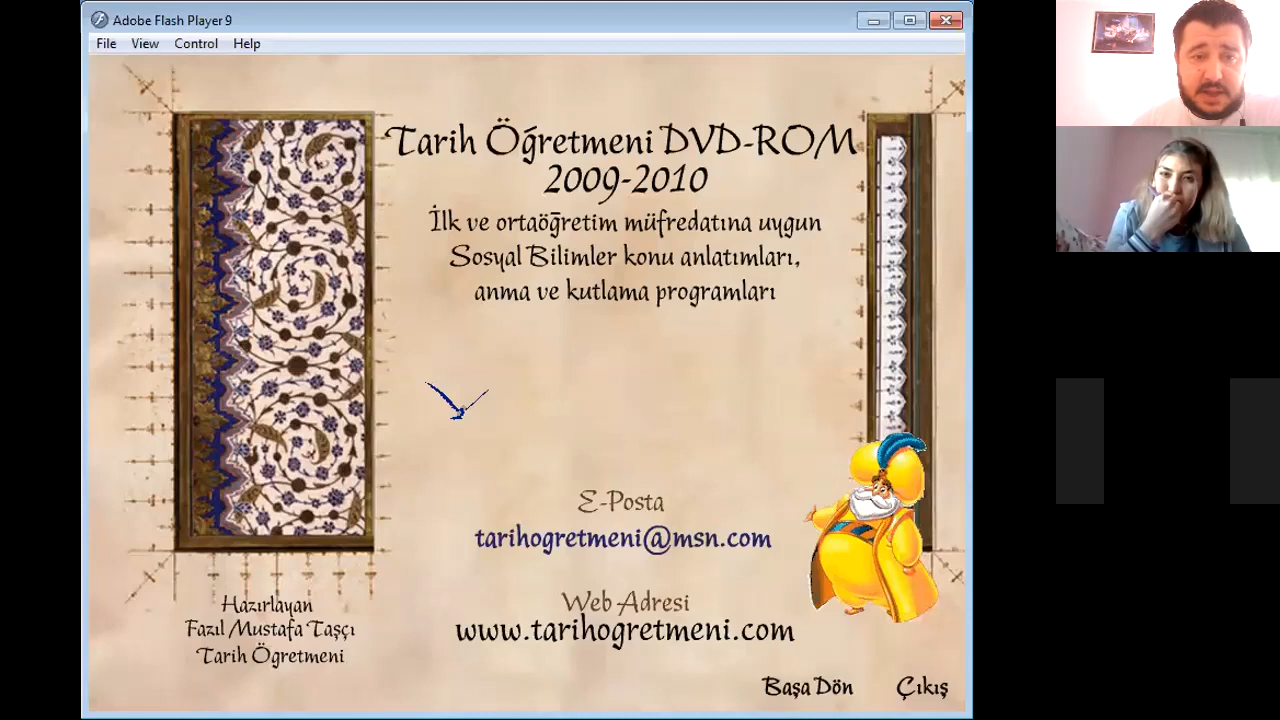 Adobe Flash Player 9
File View Control Help
Tarih Öğretmeni DVD-ROM
2009-2010
İlk ve ortaöğretim müfredatına uygun
Sosyal Bilimler konu anlatımları,
anma ve kutlama programları
E-Posta
tarihogretmeni@msn.com
Web Adresi
www.tarihogretmeni.com
Hazırlayan
Fazıl Mustafa Taşçı
Tarih Ögretmeni
Başa Dön Çıkış